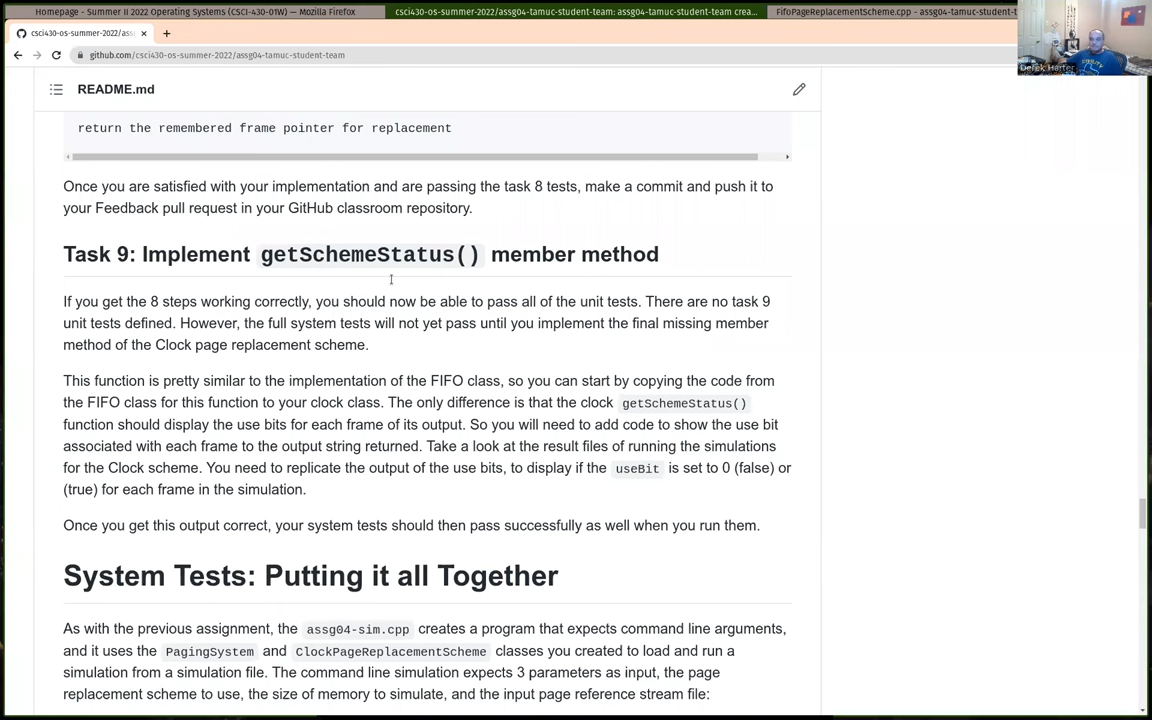 Homepage - Summer II 2022 Operating Systems (CSCI-430-01W) — Mozilla Firefox
csci430-os-summer-2022/assg04-tamuc-student-team: assg04-tamuc-student-team crea...
FifoPageReplacementScheme.cpp - assg04-tamuc-student-t
csci430-os-summer-2022/ass
github.com/csci430-os-summer-2022/assg04-tamuc-student-team
Derek Harter
README.md
return the remembered frame pointer for replacement
Once you are satisfied with your implementation and are passing the task 8 tests, make a commit and push it to
your Feedback pull request in your GitHub classroom repository.
Task 9: Implement getSchemeStatus() member method
If you get the 8 steps working correctly, you should now be able to pass all of the unit tests. There are no task 9
unit tests defined. However, the full system tests will not yet pass until you implement the final missing member
method of the Clock page replacement scheme.
This function is pretty similar to the implementation of the FIFO class, so you can start by copying the code from
the FIFO class for this function to your clock class. The only difference is that the clock getSchemeStatus()
function should display the use bits for each frame of its output. So you will need to add code to show the use bit
associated with each frame to the output string returned. Take a look at the result files of running the simulations
for the Clock scheme. You need to replicate the output of the use bits, to display if the useBit is set to 0 (false) or
(true) for each frame in the simulation.
Once you get this output correct, your system tests should then pass successfully as well when you run them.
System Tests: Putting it all Together
As with the previous assignment, the assg04-sim.cpp creates a program that expects command line arguments,
and it uses the PagingSystem and ClockPageReplacementScheme classes you created to load and run a
simulation from a simulation file. The command line simulation expects 3 parameters as input, the page
replacement scheme to use, the size of memory to simulate, and the input page reference stream file: